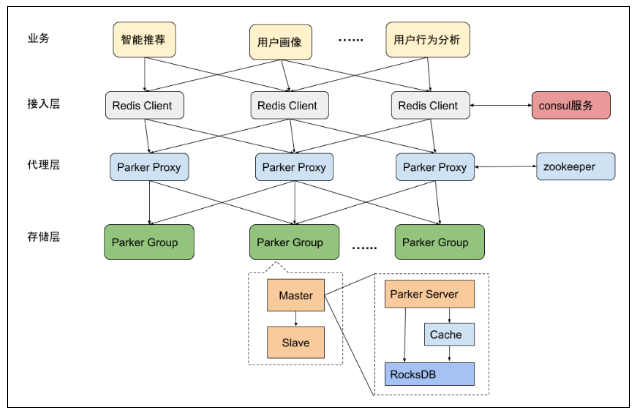 业务
智能推荐
用户画像
……
用户行为分析
接入层
Redis Client
Redis Client
Redis Client
consul服务
代理层
Parker Proxy
Parker Proxy
Parker Proxy
zookeeper
存储层
Parker Group
Parker Group
……
Parker Group
Master
Slave
Parker Server
Cache
RocksDB